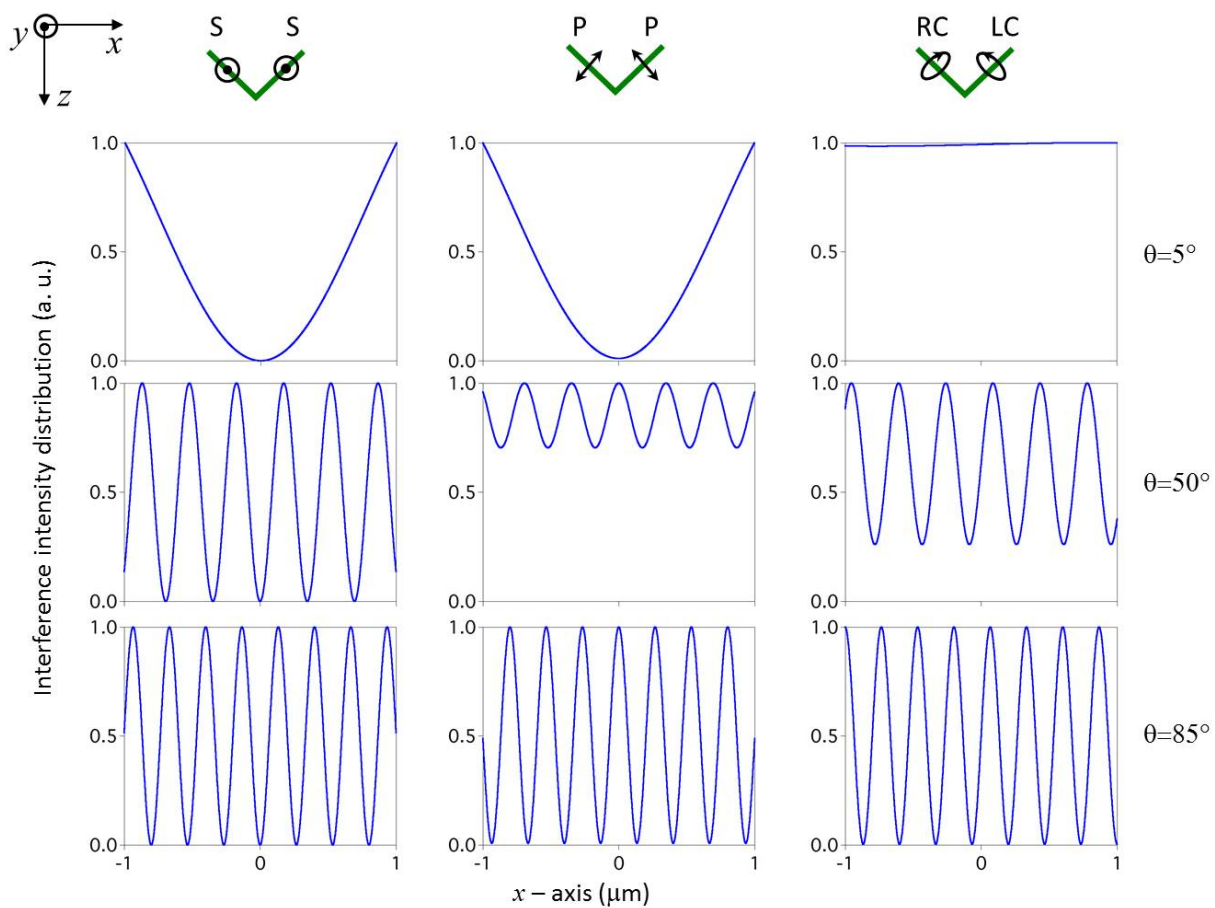 y x S S P P RC LC
z
1.0 1.0 1.0
0.5 0.5 0.5 θ=5°
0.0 0.0 0.0
1.0 1.0 1.0
0.5 0.5 0.5 θ=50°
0.0 0.0 0.0
1.0 1.0 1.0
0.5 0.5 0.5 θ=85°
0.0 0.0 0.0
-1 0 1 -1 0 1 -1 0 1
x – axis (μm)
Interference intensity distribution (a. u.)